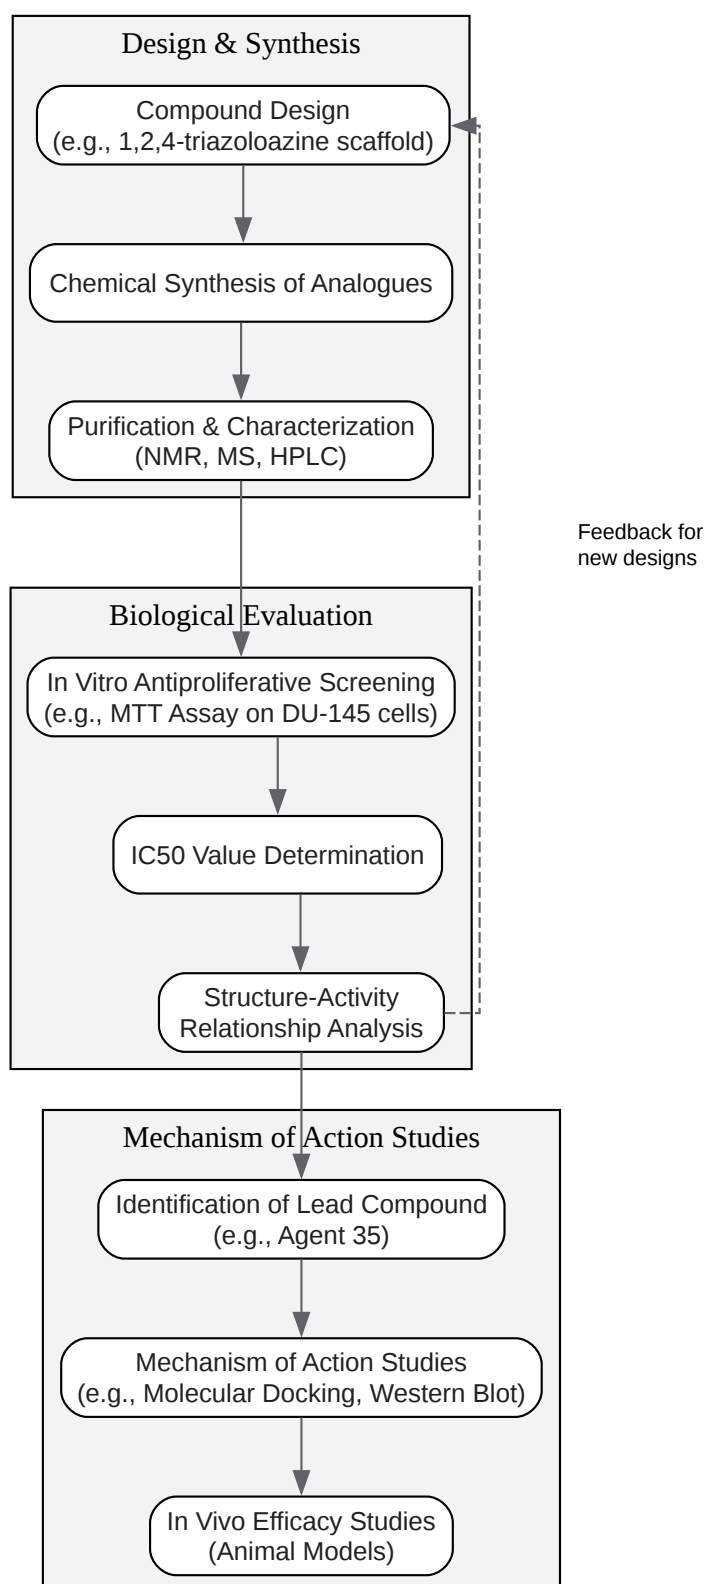 Design & Synthesis
Compound Design
(e.g., 1,2,4-triazoloazine scaffold)
Chemical Synthesis of Analogues
Purification & Characterization
(NMR, MS, HPLC)
Feedback for
new designs
Biological Evaluation
In Vitro Antiproliferative Screening
(e.g., MTT Assay on DU-145 cells)
IC50 Value Determination
Structure-Activity
Relationship Analysis
Mechanism of Action Studies
Identification of Lead Compound
(e.g., Agent 35)
Mechanism of Action Studies
(e.g., Molecular Docking, Western Blot)
In Vivo Efficacy Studies
(Animal Models)